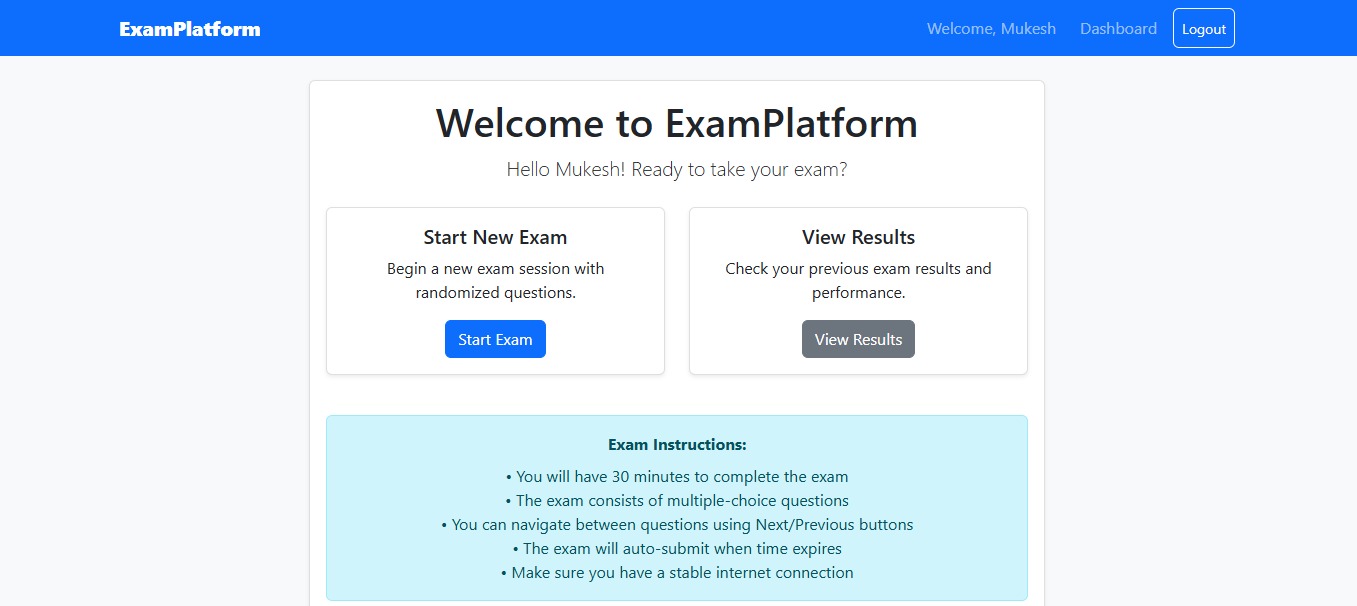 ExamPlatform
Welcome, Mukesh
Dashboard
Logout
Welcome to ExamPlatform
Hello Mukesh! Ready to take your exam?
Start New Exam
Begin a new exam session with
randomized questions.
Start Exam
View Results
Check your previous exam results and
performance.
View Results
Exam Instructions:
• You will have 30 minutes to complete the exam
• The exam consists of multiple-choice questions
• You can navigate between questions using Next/Previous buttons
• The exam will auto-submit when time expires
• Make sure you have a stable internet connection